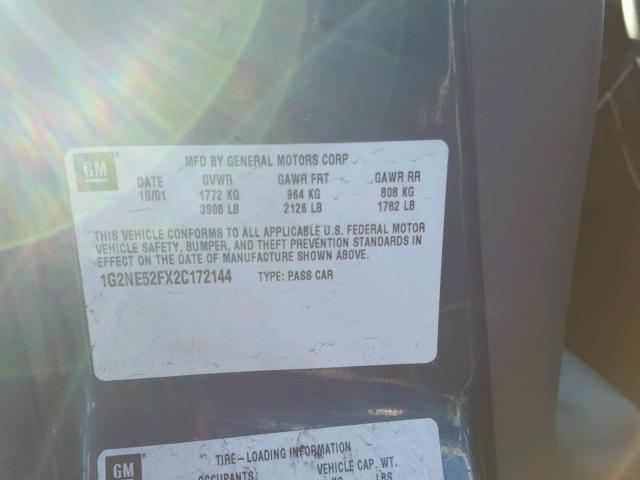 GM
MFD BY GENERAL MOTORS CORP
DATE GVWR GAWR FRT GAWR RR
10/01 1772 KG 964 KG 808 KG
3908 LB 2126 LB 1782 LB
THIS VEHICLE CONFORMS TO ALL APPLICABLE U.S. FEDERAL MOTOR
VEHICLE SAFETY, BUMPER, AND THEFT PREVENTION STANDARDS IN
EFFECT ON THE DATE OF MANUFACTURE SHOWN ABOVE.
1G2NE52FX2C172144 TYPE: PASS CAR
GM
TIRE-LOADING INFORMATION
OCCUPANTS VEHICLE CAP. WT.
KG LBS